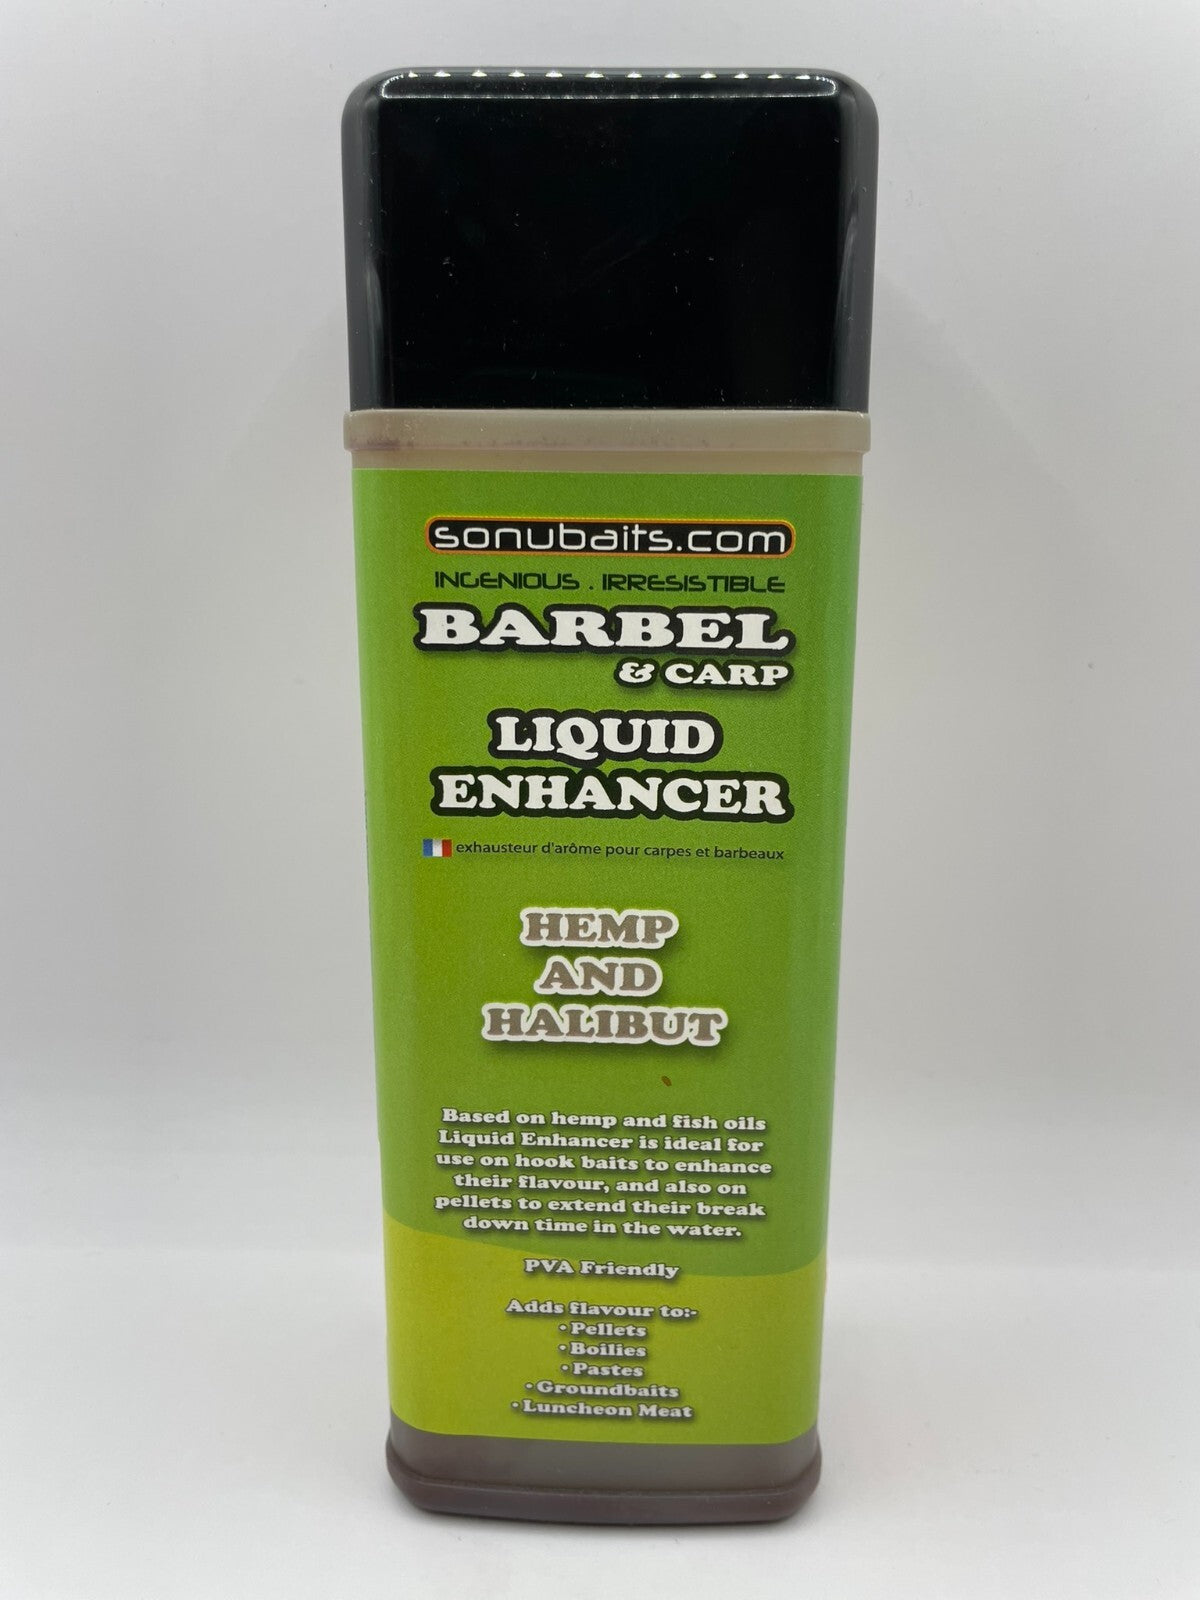 sonubaits.com
INGENIOUS . IRRESISTIBLE
BARBEL
& CARP
LIQUID
ENHANCER
exhausteur d'arôme pour carpes et barbeaux
HEMP
AND
HALIBUT
Based on hemp and fish oils
Liquid Enhancer is ideal for
use on hook baits to enhance
their flavour, and also on
pellets to extend their break
down time in the water.
PVA Friendly
Adds flavour to:-
• Pellets
• Boilies
• Pastes
• Groundbaits
• Luncheon Meat